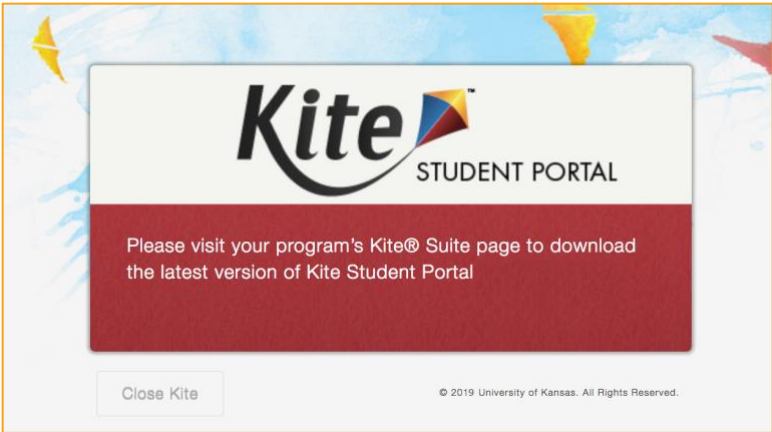 Kite™
STUDENT PORTAL
Please visit your program's Kite® Suite page to download
the latest version of Kite Student Portal
Close Kite
© 2019 University of Kansas. All Rights Reserved.